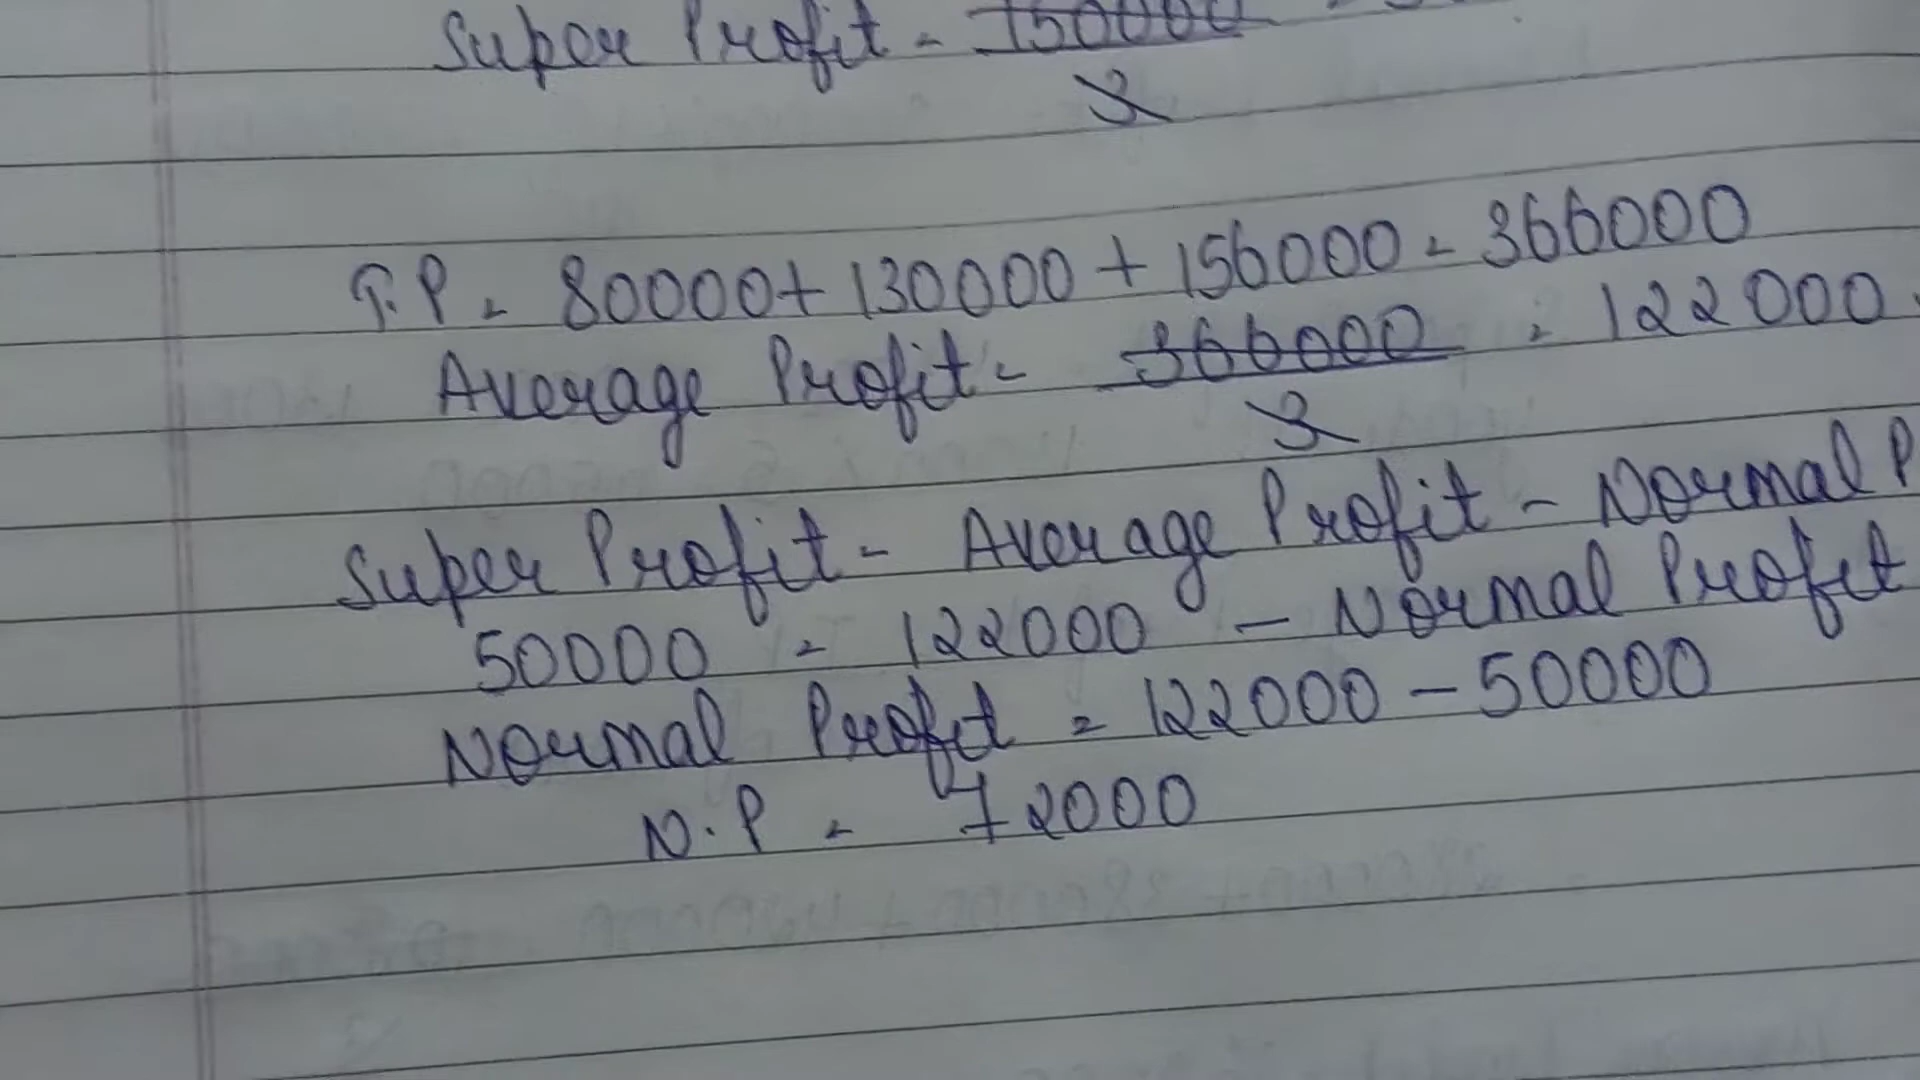 Super Profit = 150000
3
T.P = 80000 + 130000 + 156000 = 366000
Average Profit = 366000 = 122000
3
Super Profit = Average Profit - Normal P
50000 = 122000 - Normal Profit
Normal Profit = 122000 - 50000
N.P = 72000